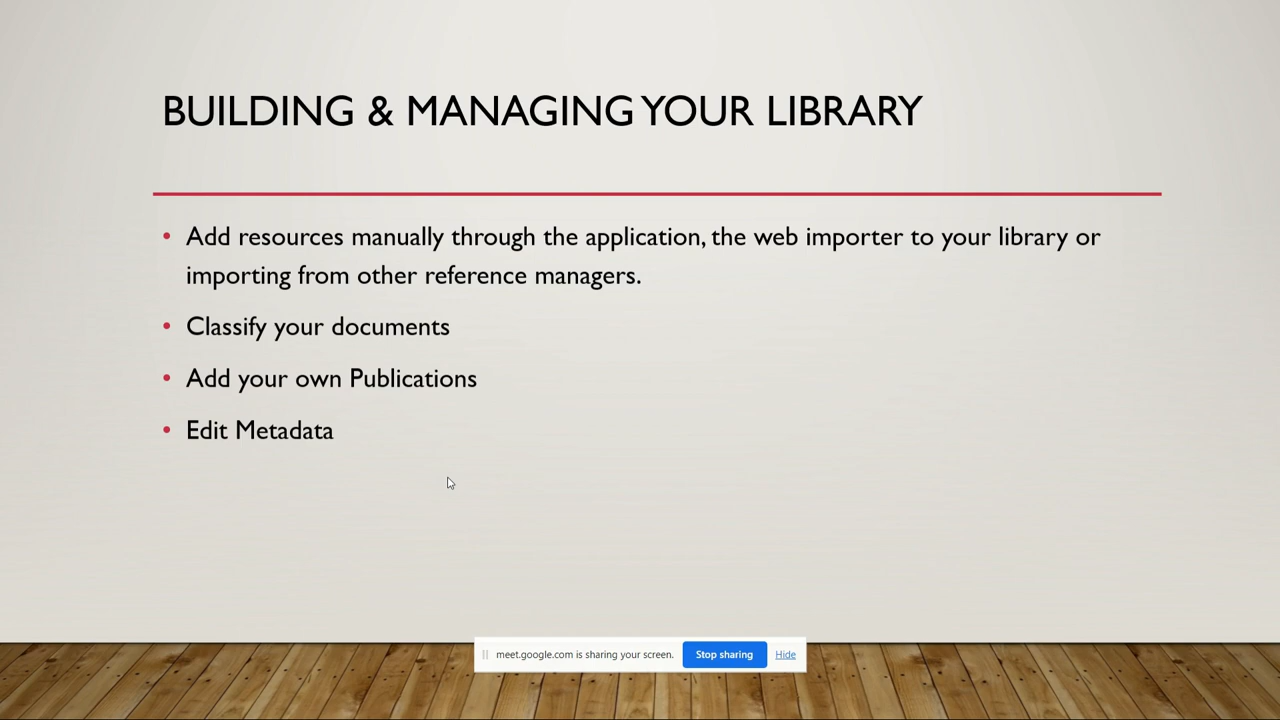 BUILDING & MANAGING YOUR LIBRARY
• Add resources manually through the application, the web importer to your library or
importing from other reference managers.
• Classify your documents
• Add your own Publications
• Edit Metadata
meet.google.com is sharing your screen. Stop sharing Hide